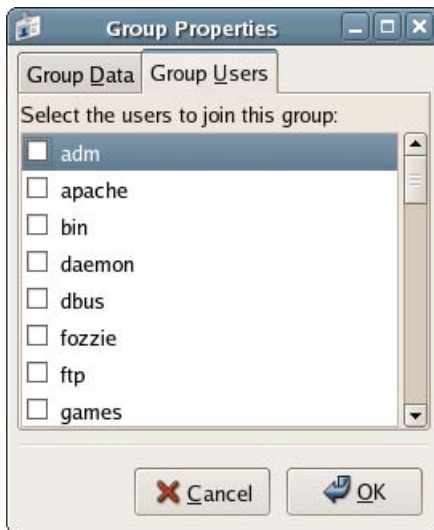 Group Properties
Group Data Group Users
Select the users to join this group:
adm
apache
bin
daemon
dbus
fozzie
ftp
games
Cancel OK